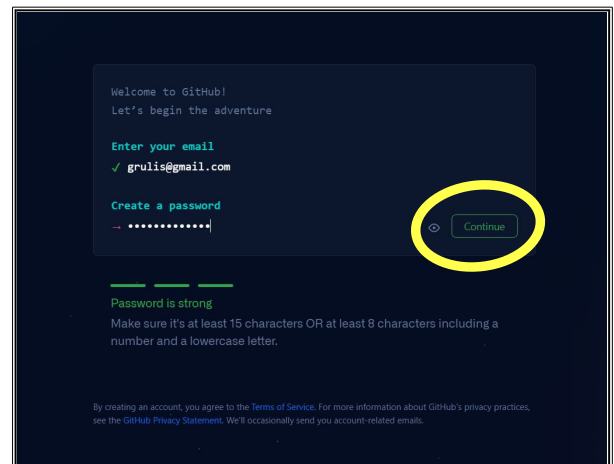 Welcome to GitHub!
Let's begin the adventure
Enter your email
✓ grulis@gmail.com
Create a password
→ •••••••••••••
Continue
Password is strong
Make sure it's at least 15 characters OR at least 8 characters including a
number and a lowercase letter.
By creating an account, you agree to the Terms of Service. For more information about GitHub's privacy practices,
see the GitHub Privacy Statement. We'll occasionally send you account-related emails.